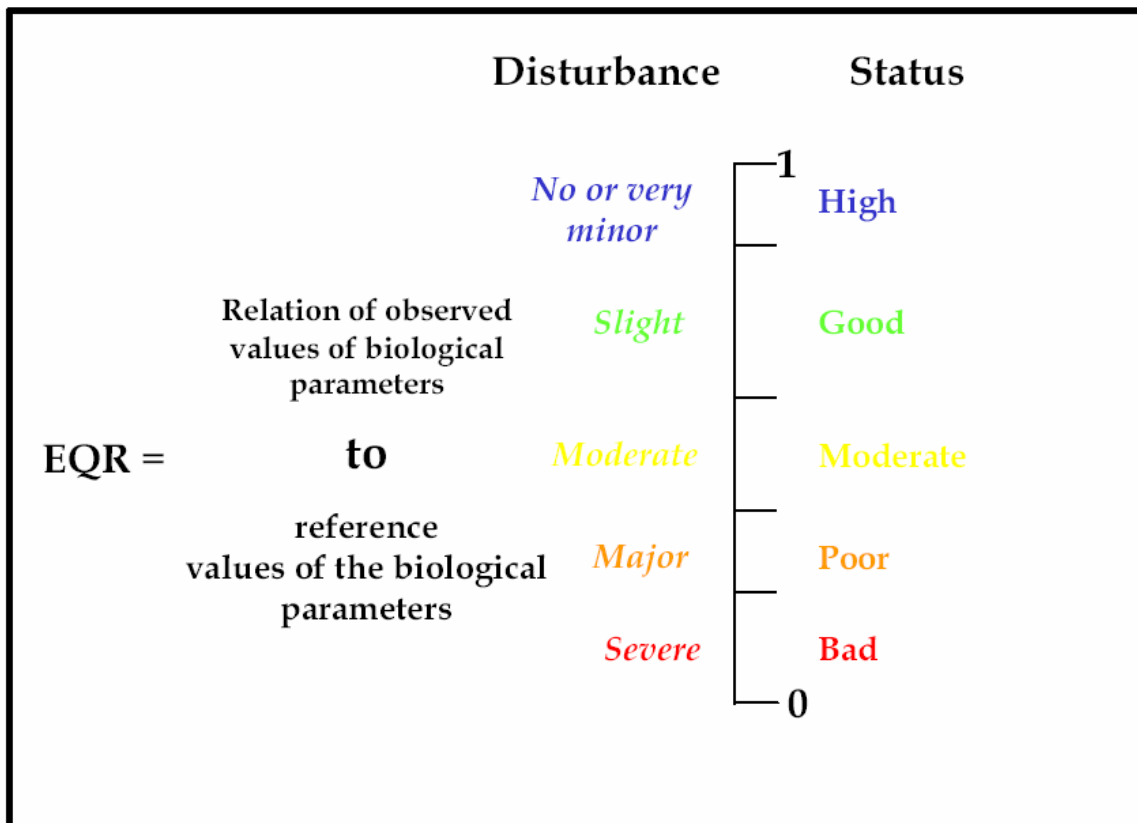 Disturbance Status
1
No or very
minor
High
Relation of observed
values of biological
parameters
Slight
Good
EQR =
to
Moderate
Moderate
reference
values of the biological
parameters
Major
Poor
Severe
Bad
0